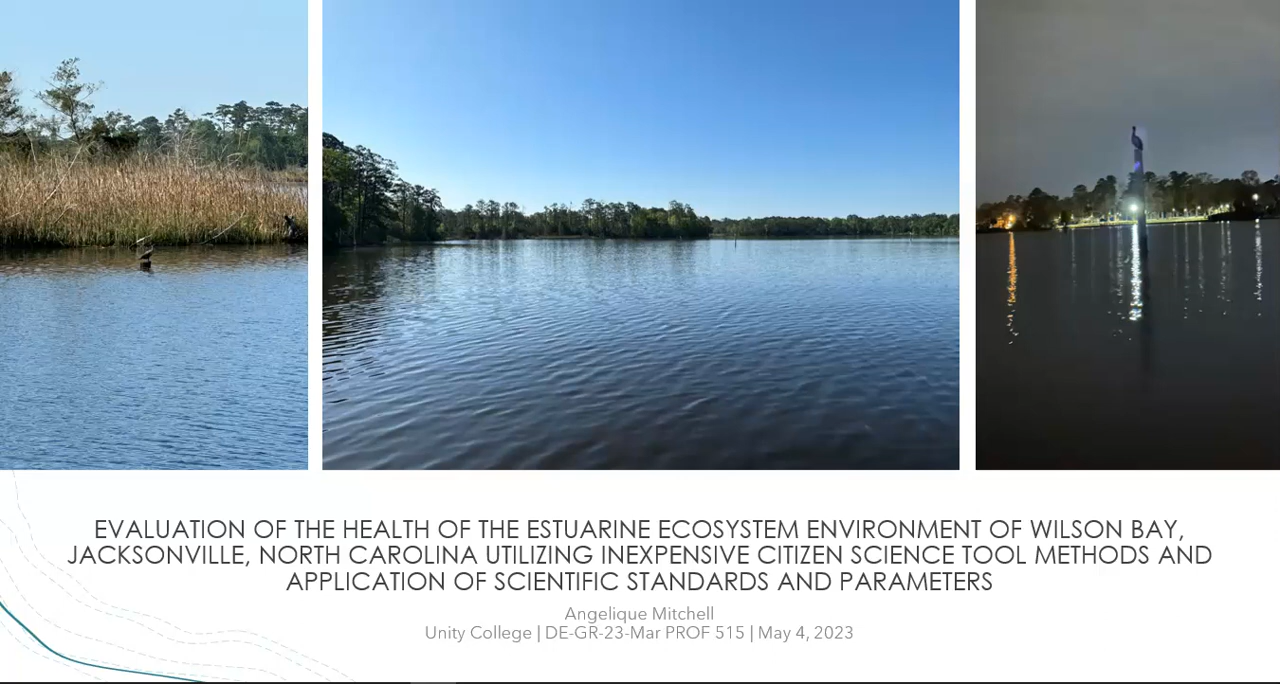 EVALUATION OF THE HEALTH OF THE ESTUARINE ECOSYSTEM ENVIRONMENT OF WILSON BAY,
JACKSONVILLE, NORTH CAROLINA UTILIZING INEXPENSIVE CITIZEN SCIENCE TOOL METHODS AND
APPLICATION OF SCIENTIFIC STANDARDS AND PARAMETERS
Angelique Mitchell
Unity College | DE-GR-23-Mar PROF 515 | May 4, 2023